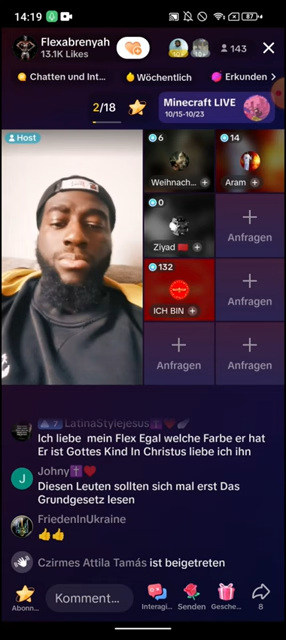 14:19
Flexabrenyah
13.1K Likes
143
Chatten und Int...
Wöchentlich
Erkunden
2/18
Minecraft LIVE
10/15-10/23
Host
6
Weihnach...
14
Aram
0
Ziyad
Anfragen
132
ICH BIN
Anfragen
Anfragen
Anfragen
LatinaStylejesus
Ich liebe mein Flex Egal welche Farbe er hat
Er ist Gottes Kind In Christus liebe ich ihn
J
Johny
Diesen Leuten sollten sich mal erst Das
Grundgesetz lesen
FriedenInUkraine
Czirmes Attila Tamás ist beigetreten
Abonn...
Komment...
Interagi...
Senden
Gesche...
8